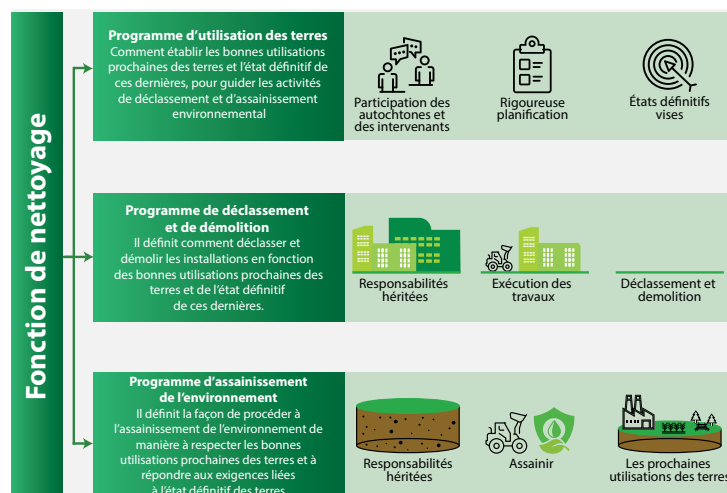 Fonction de nettoyage
Programme d'utilisation des terres
Comment établir les bonnes utilisations
prochaines des terres et l'état définitif de
ces dernières, pour guider les activités
de déclassement et d'assainissement
environnemental
Participation des
autochtones et
des intervenants
Rigoureuse
planification
États définitifs
vises
Programme de déclassement
et de démolition
Il définit comment déclasser et
démolir les installations en fonction
des bonnes utilisations prochaines des
terres et de l'état définitif
de ces dernières.
Responsabilités
héritées
Exécution des
travaux
Déclassement et
demolition
Programme d'assainissement
de l'environnement
Il définit la façon de procéder à
l'assainissement de l'environnement de
manière à respecter les bonnes
utilisations prochaines des terres et à
répondre aux exigences liées
à l'état définitif des terres
Responsabilités
héritées
Assainir
Les prochaines
utilisations des terres